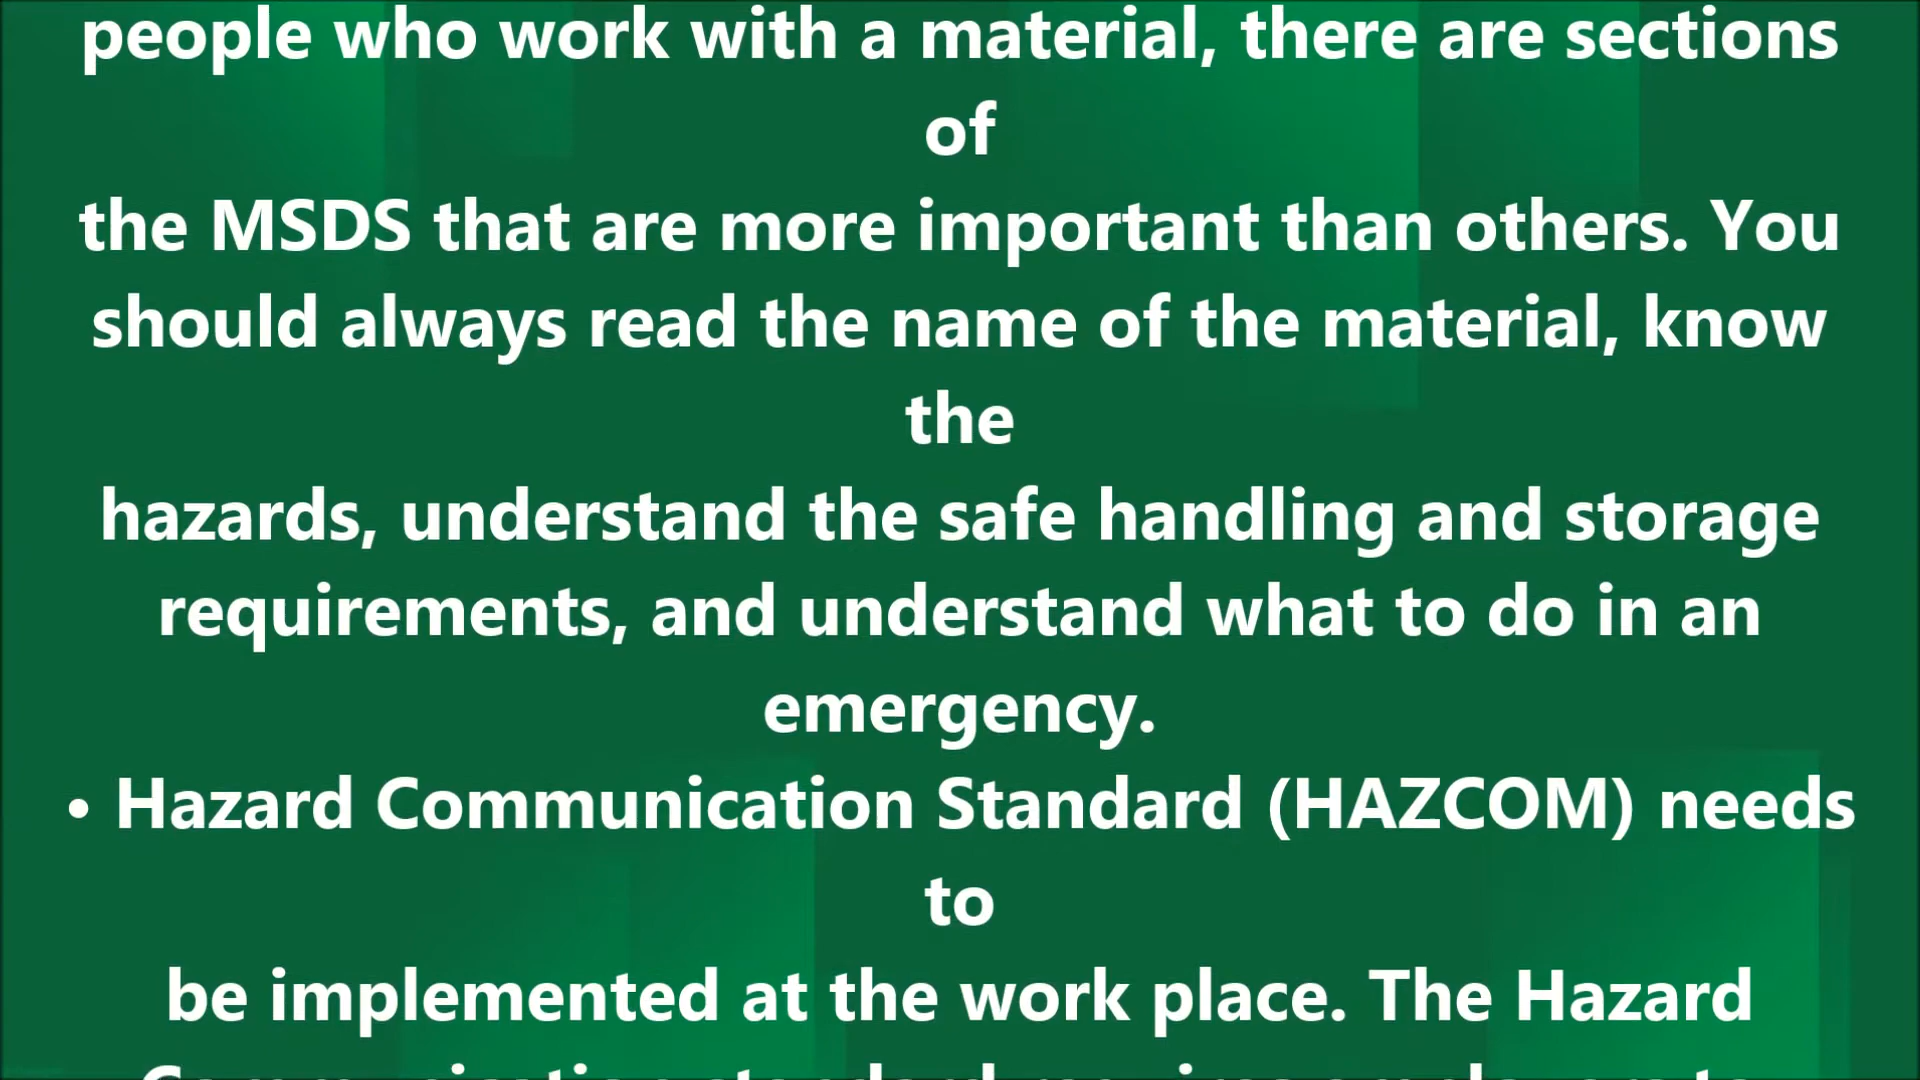 people who work with a material, there are sections
of
the MSDS that are more important than others. You
should always read the name of the material, know
the
hazards, understand the safe handling and storage
requirements, and understand what to do in an
emergency.
• Hazard Communication Standard (HAZCOM) needs
to
be implemented at the work place. The Hazard